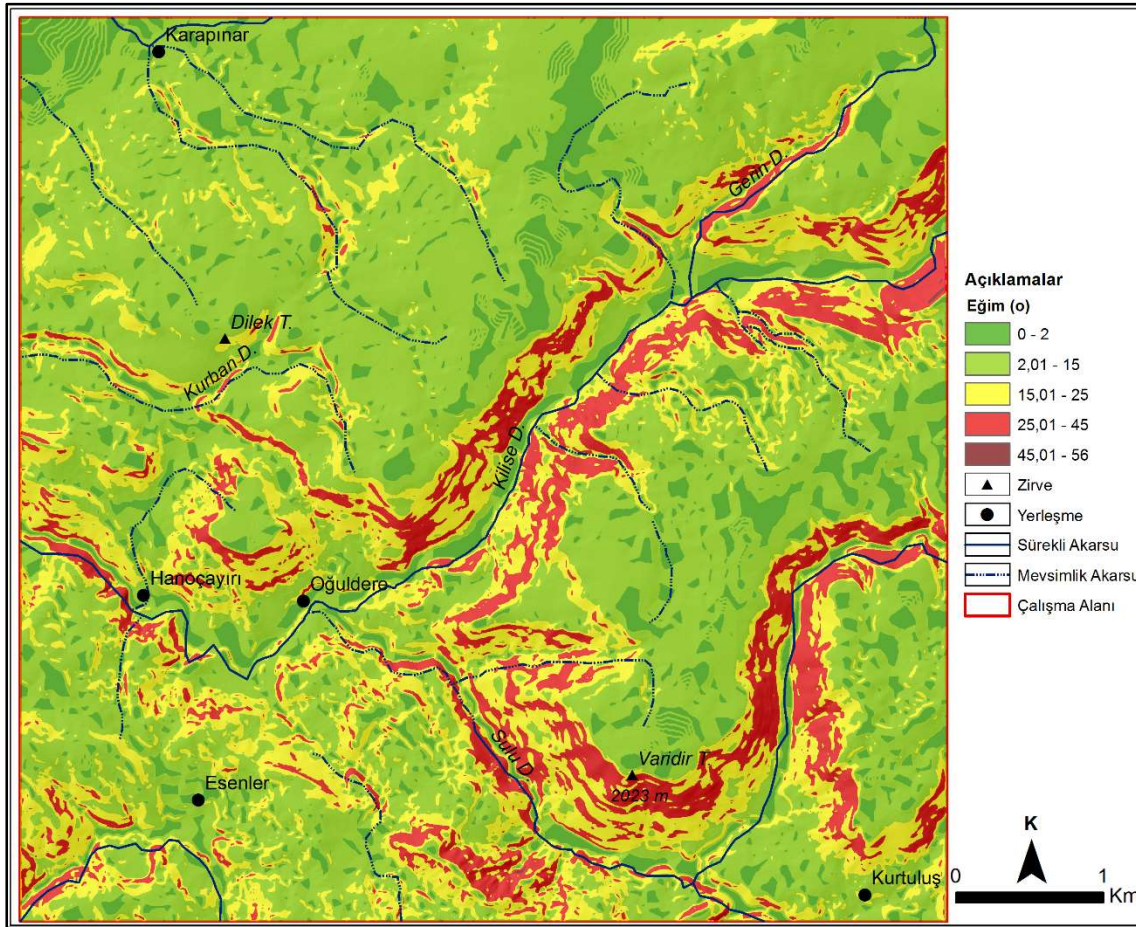 Karapınar
Gerin D.
Dilek T.
Kurban D.
Kilise D.
Hanoçayırı
Oğuldere
Sulu D.
Varidir T.
2023 m
Esenler
Kurtuluş
Açıklamalar
Eğim (o)
0 - 2
2,01 - 15
15,01 - 25
25,01 - 45
45,01 - 56
Zirve
Yerleşme
Sürekli Akarsu
Mevsimlik Akarsu
Çalışma Alanı
K
0 1
Km